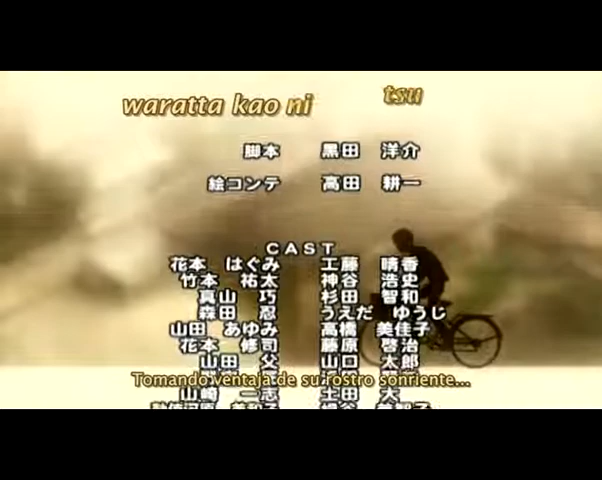 waratta kao ni tsu
脚本 黒田 洋介
絵コンテ 高田 耕一
CAST
花本 はぐみ 工藤 晴香
竹本 祐太 神谷 浩史
真山 巧 杉田 智和
森田 忍 うえだ ゆうじ
山田 あゆみ 高橋 美佳子
花本 修司 藤原 啓治
山田 父 山口 太郎
Tomando ventaja de su rostro sonriente...
山崎 一志 土田 大